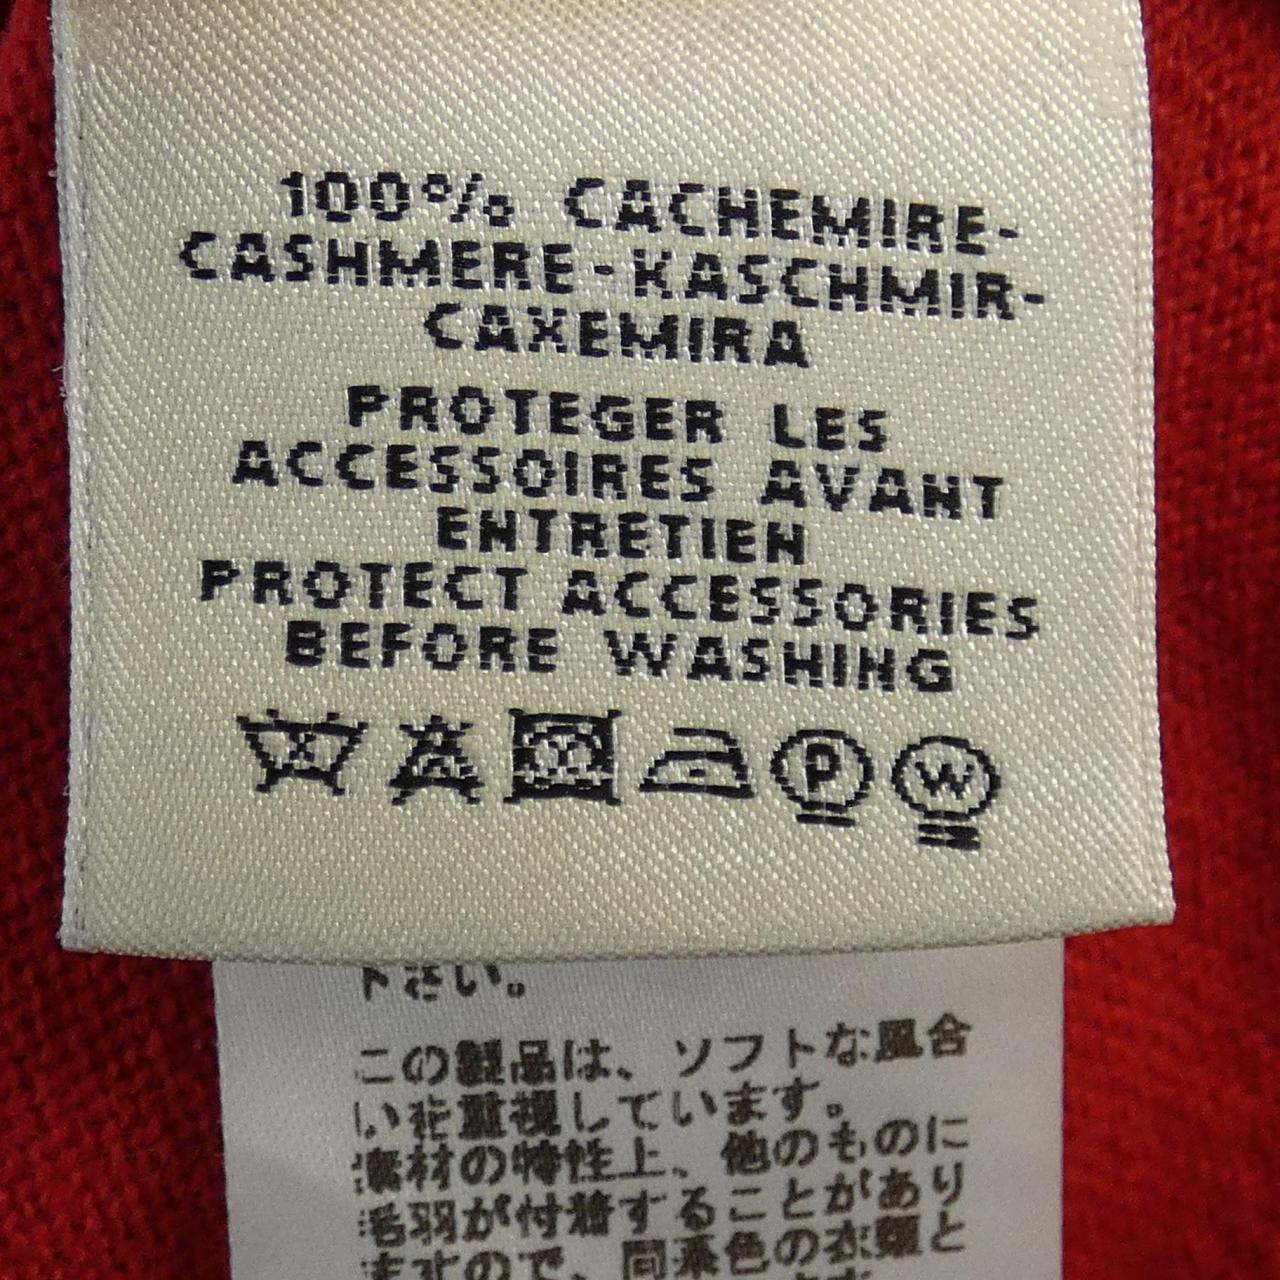 100% CACHEMIRE-
CASHMERE-KASCHMIR-
CAXEMIRA
PROTEGER LES
ACCESSOIRES AVANT
ENTRETIEN
PROTECT ACCESSORIES
BEFORE WASHING
P W
下さい。
この製品は、ソフトな風合
いを重視しています。
素材の特性上、他のものに
毛羽が付着することがあり
ますので、同系色の衣類と